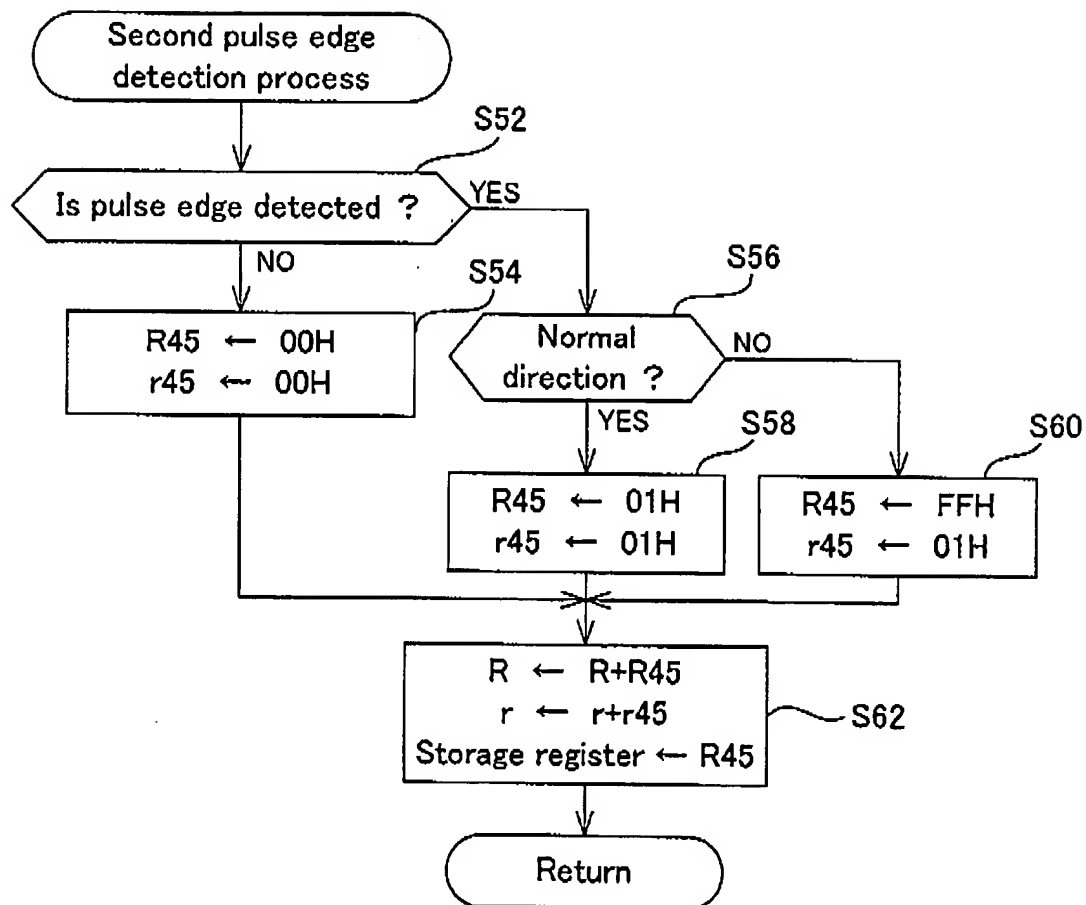 Second pulse edge
detection process
S52
Is pulse edge detected ?
YES
NO
S54
R45 ← 00H
r45 ← 00H
S56
Normal
direction ?
NO
YES
S58
R45 ← 01H
r45 ← 01H
S60
R45 ← FFH
r45 ← 01H
R ← R+R45
r ← r+r45
Storage register ← R45
S62
Return